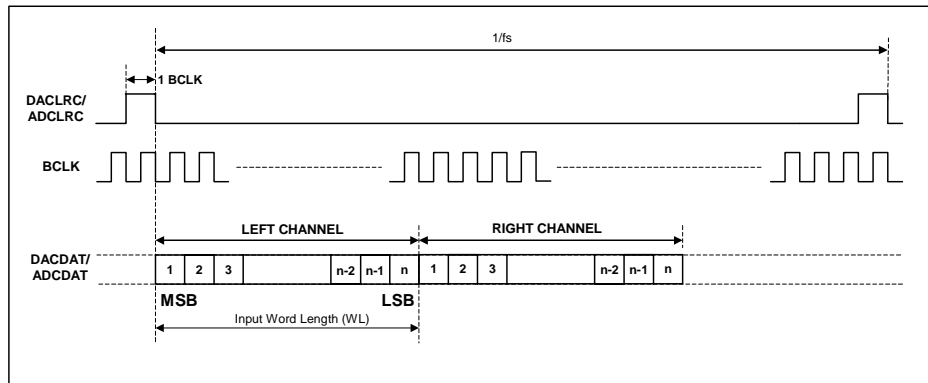 1/fs
1 BCLK
DACLRC/
ADCLRC
BCLK
LEFT CHANNEL
RIGHT CHANNEL
DACDAT/
ADCDAT
1 2 3 n-2 n-1 n 1 2 3 n-2 n-1 n
MSB LSB
Input Word Length (WL)